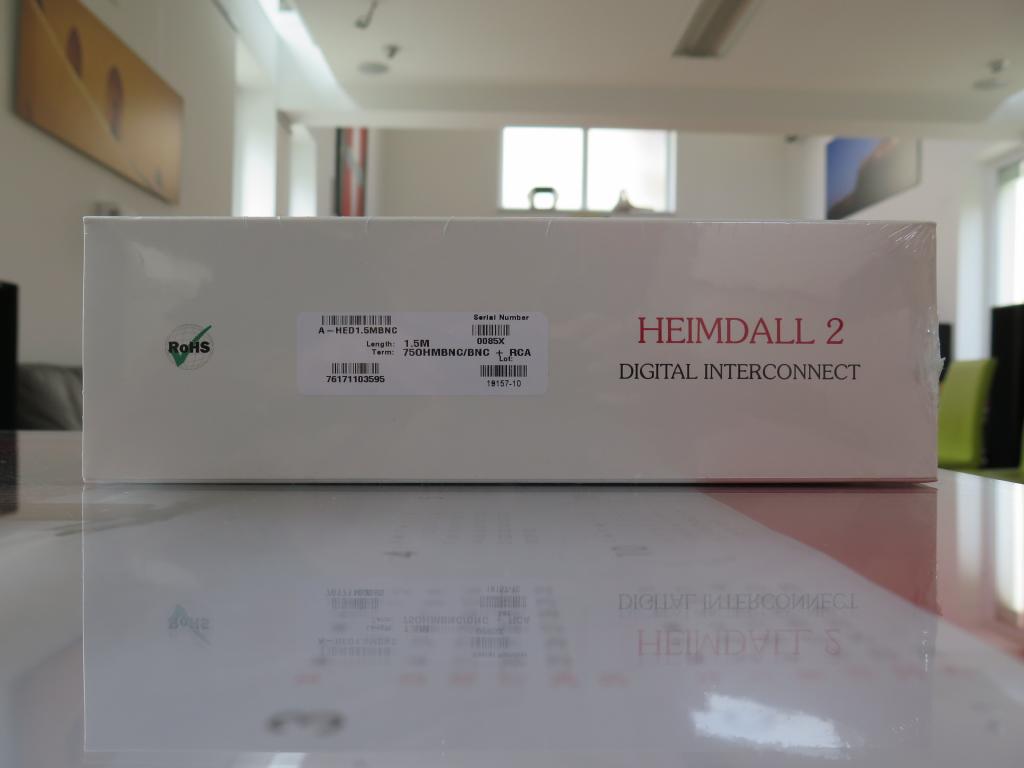 RoHS
A-HED1.5MBNC
Serial Number
0085X
Length: 1.5M
Term: 75OHMBNC/BNC + RCA
Lot:
76171103595
19157-10
HEIMDALL 2
DIGITAL INTERCONNECT